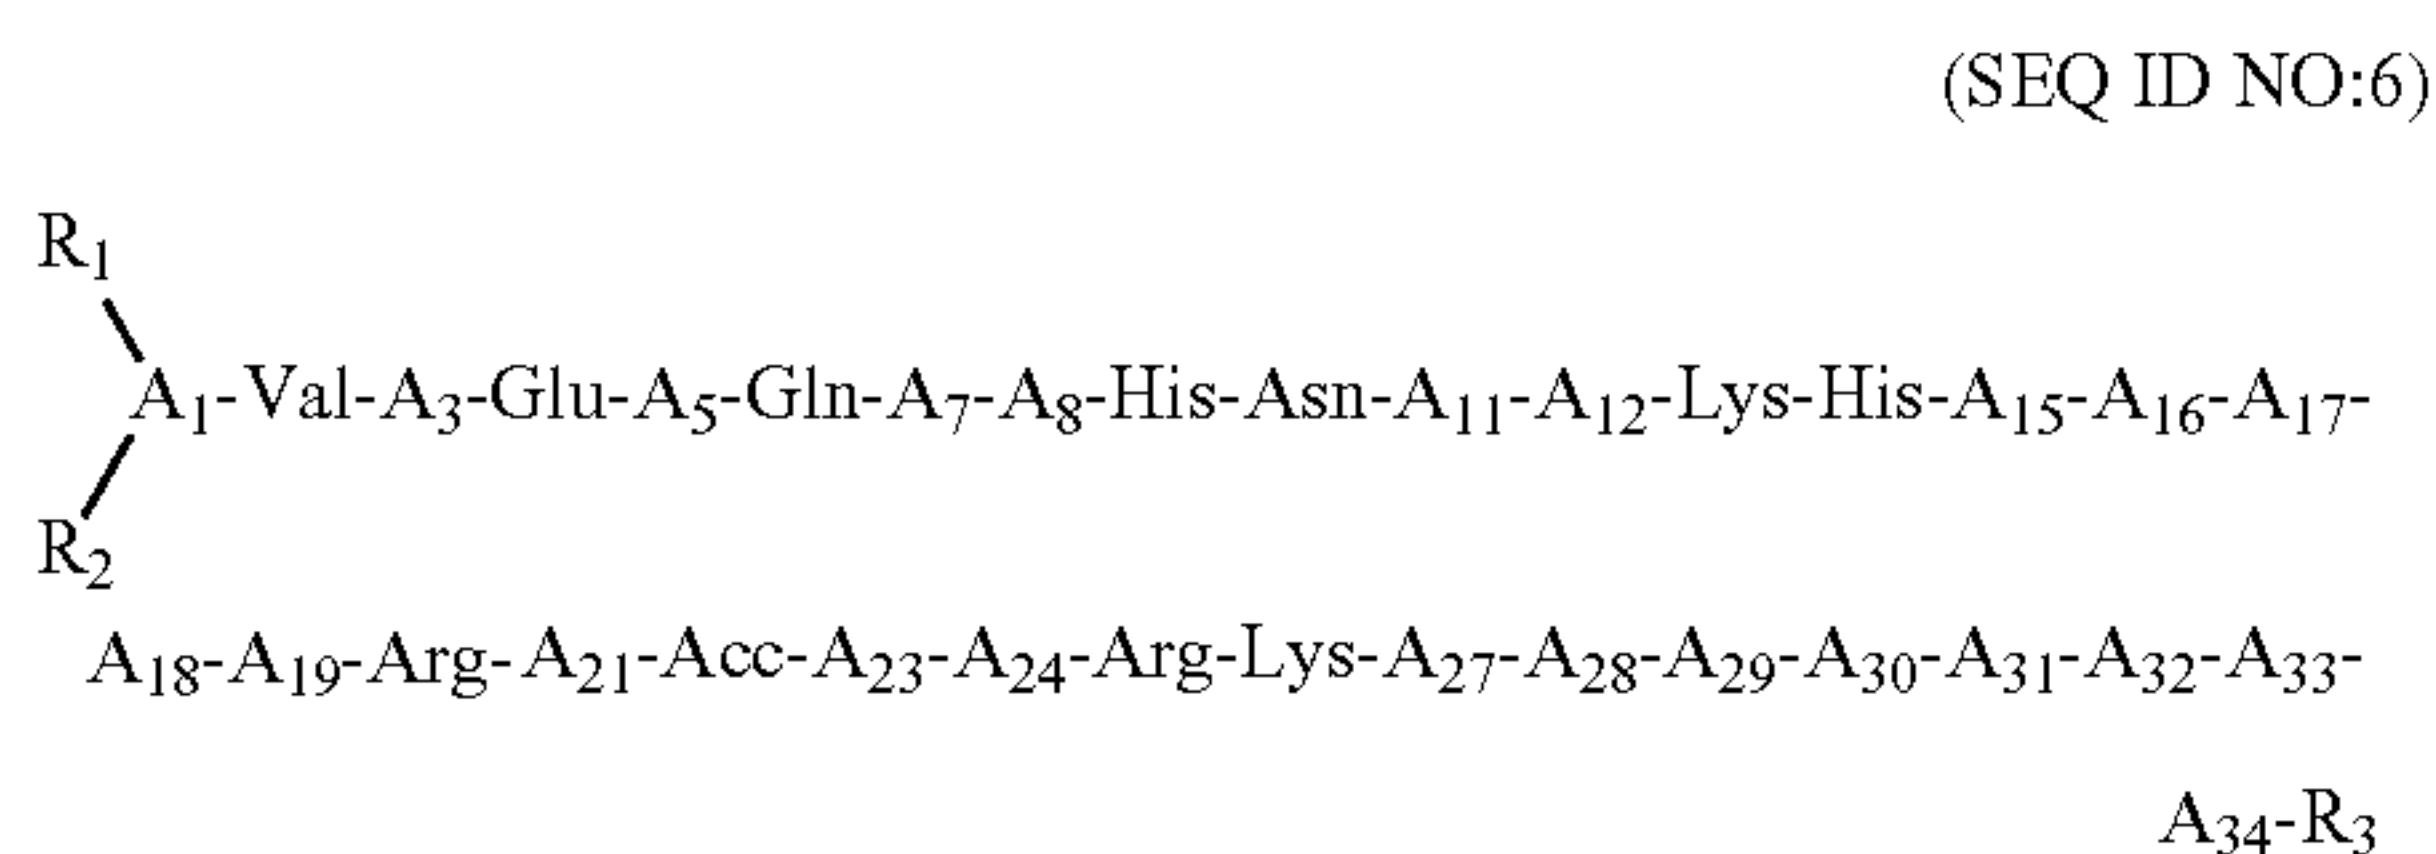 (SEQ ID NO:6)
R₁
A₁-Val-A₃-Glu-A₅-Gln-A₇-A₈-His-Asn-A₁₁-A₁₂-Lys-His-A₁₅-A₁₆-A₁₇-
R₂
A₁₈-A₁₉-Arg-A₂₁-Acc-A₂₃-A₂₄-Arg-Lys-A₂₇-A₂₈-A₂₉-A₃₀-A₃₁-A₃₂-A₃₃-
A₃₄-R₃